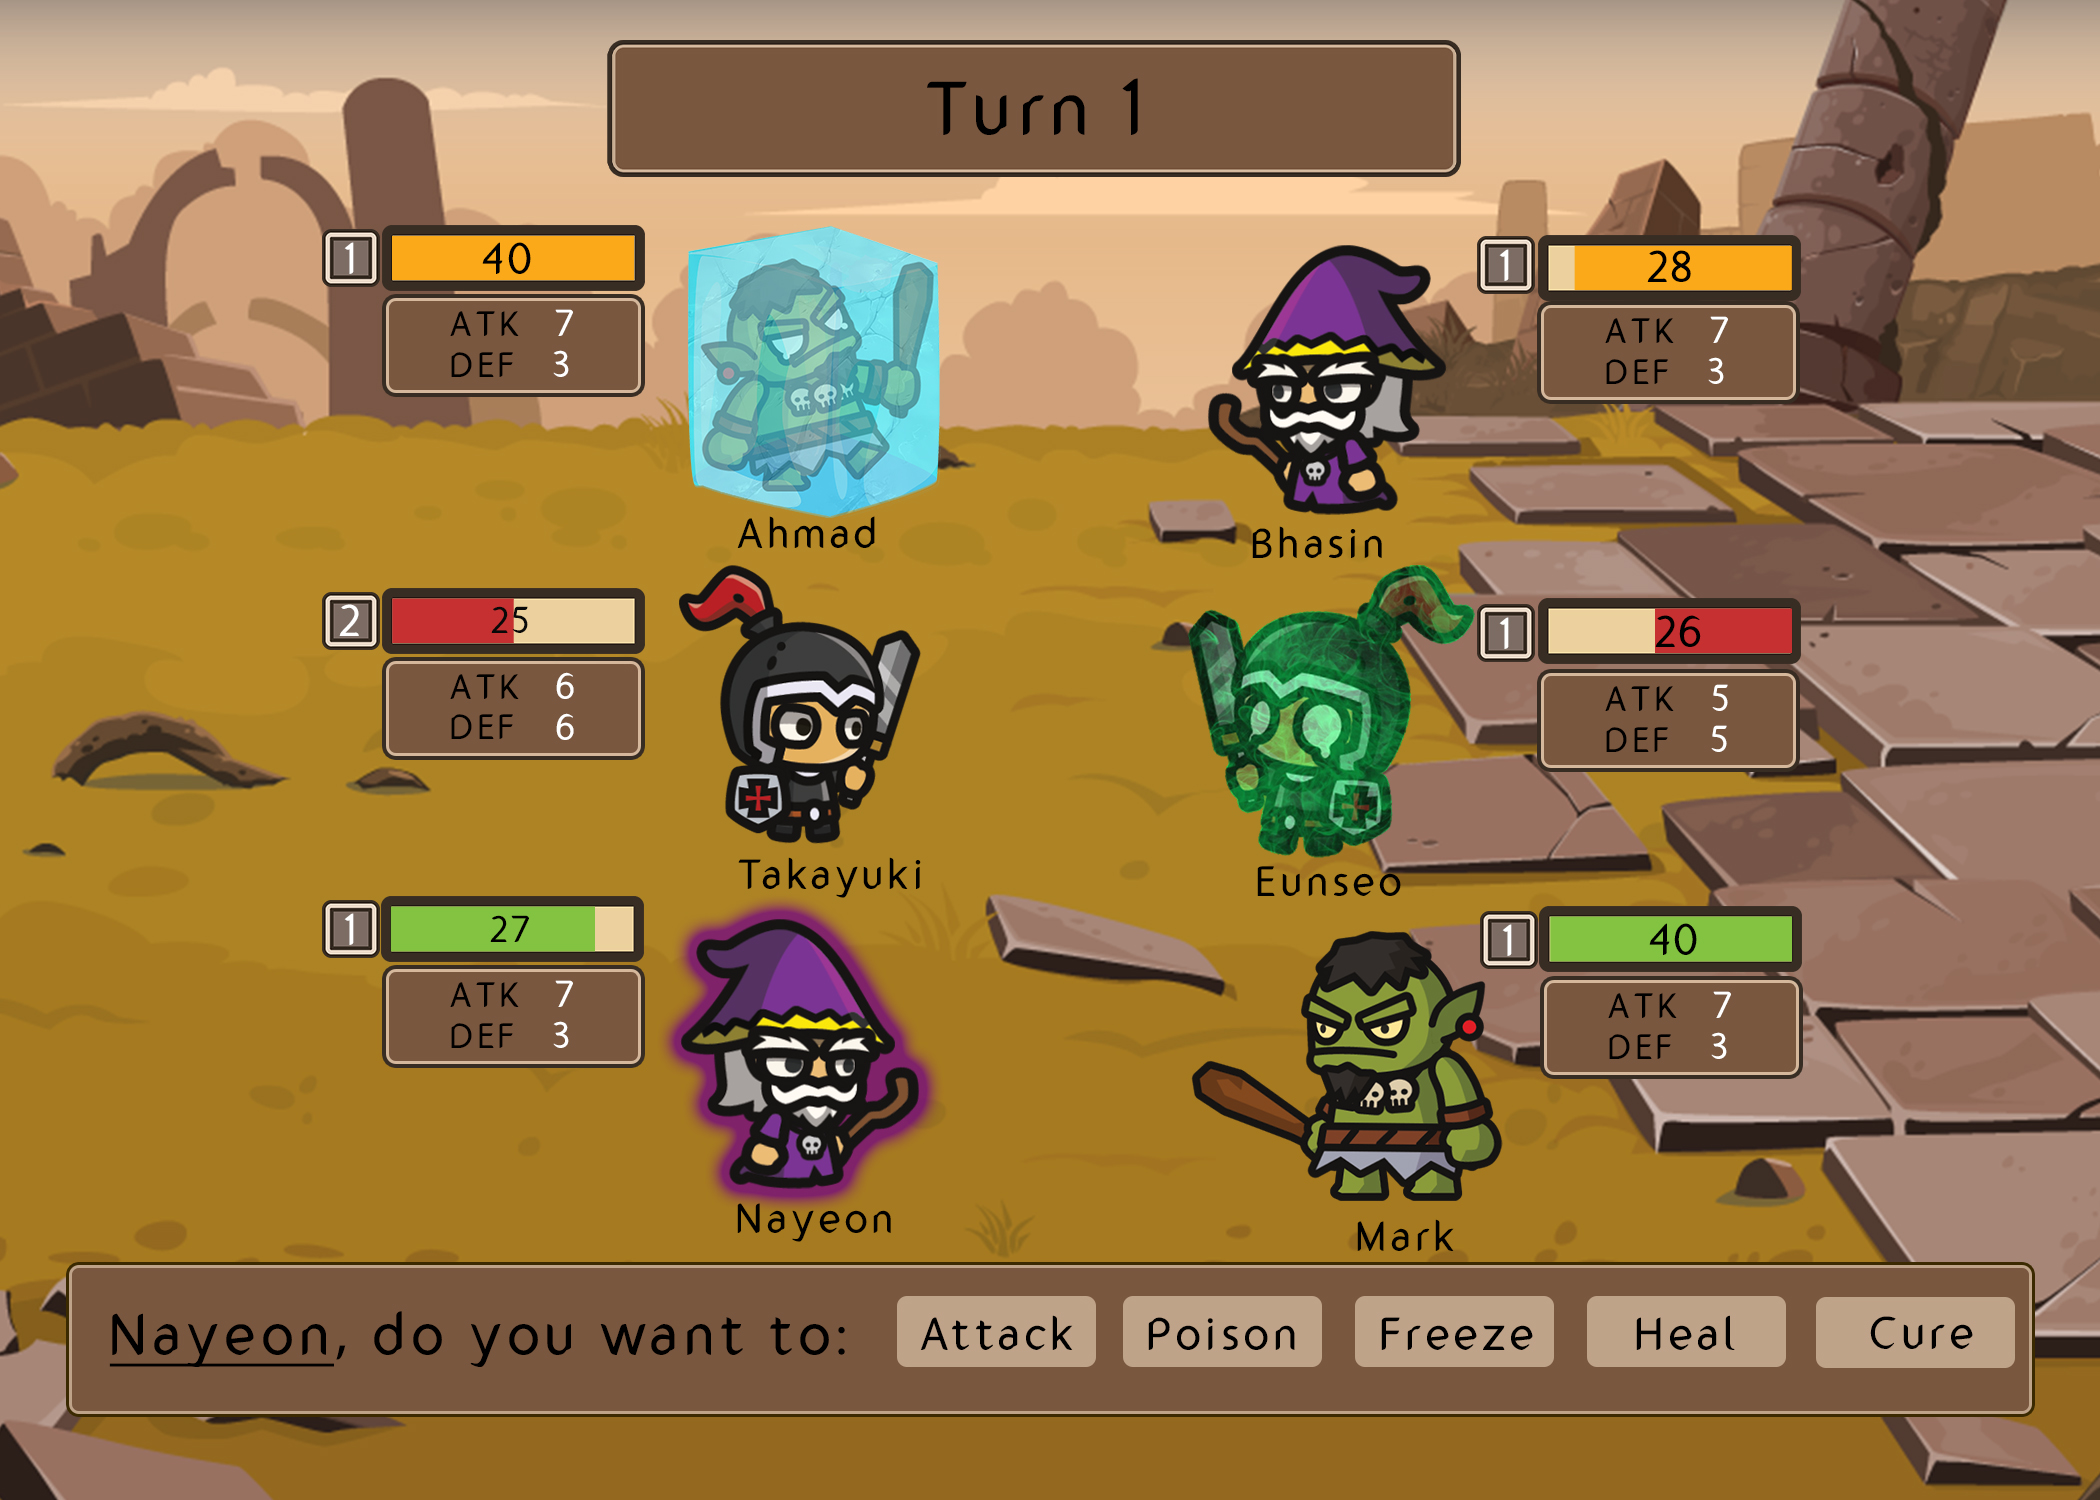 Turn 1
1 40
ATK 7
DEF 3
Ahmad
1 28
ATK 7
DEF 3
Bhasin
2 25
ATK 6
DEF 6
Takayuki
1 26
ATK 5
DEF 5
Eunseo
1 27
ATK 7
DEF 3
Nayeon
1 40
ATK 7
DEF 3
Mark
Nayeon, do you want to: Attack Poison Freeze Heal Cure